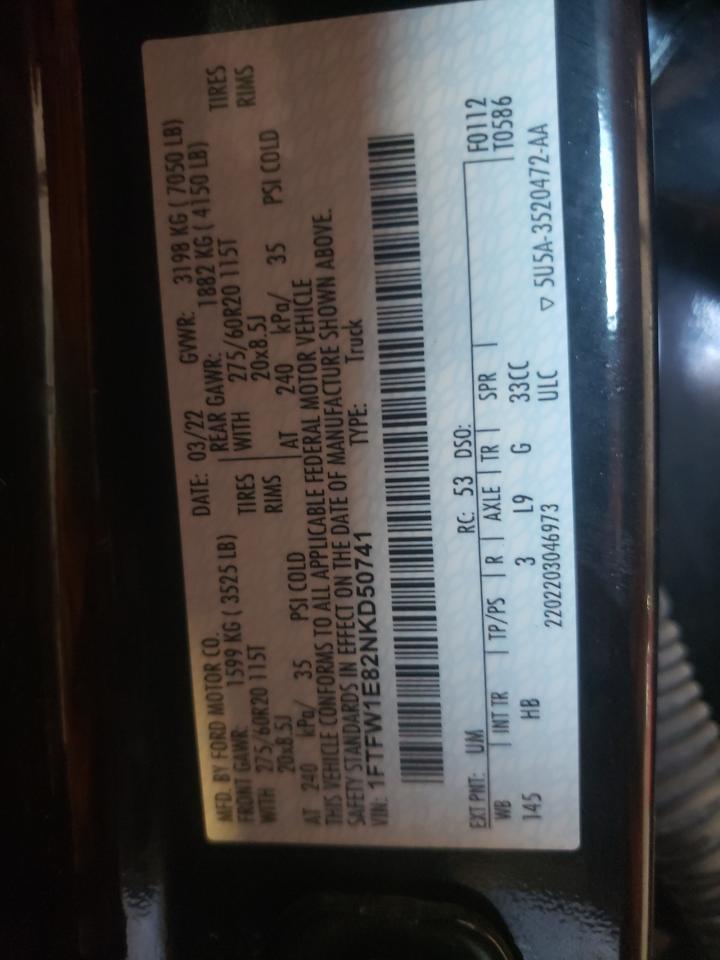 MFD. BY FORD MOTOR CO. DATE: 03/22 GVWR: 3198 KG ( 7050 LB)
FRONT GAWR: 1599 KG ( 3525 LB) REAR GAWR: 1882 KG ( 4150 LB)
WITH 275/60R20 115T TIRES WITH 275/60R20 115T TIRES
20x8.5J RIMS 20x8.5J RIMS
AT 240 kPa/ 35 PSI COLD AT 240 kPa/ 35 PSI COLD
THIS VEHICLE CONFORMS TO ALL APPLICABLE FEDERAL MOTOR VEHICLE
SAFETY STANDARDS IN EFFECT ON THE DATE OF MANUFACTURE SHOWN ABOVE.
VIN: 1FTFW1E82NKD50741 TYPE: Truck
EXT PNT: UM RC: 53 DSO: F0112
WB INT TR TP/PS R AXLE TR SPR T0586
145 HB 3 L9 G 33CC
2202203046973 ULC ▽ 5U5A-3520472-AA